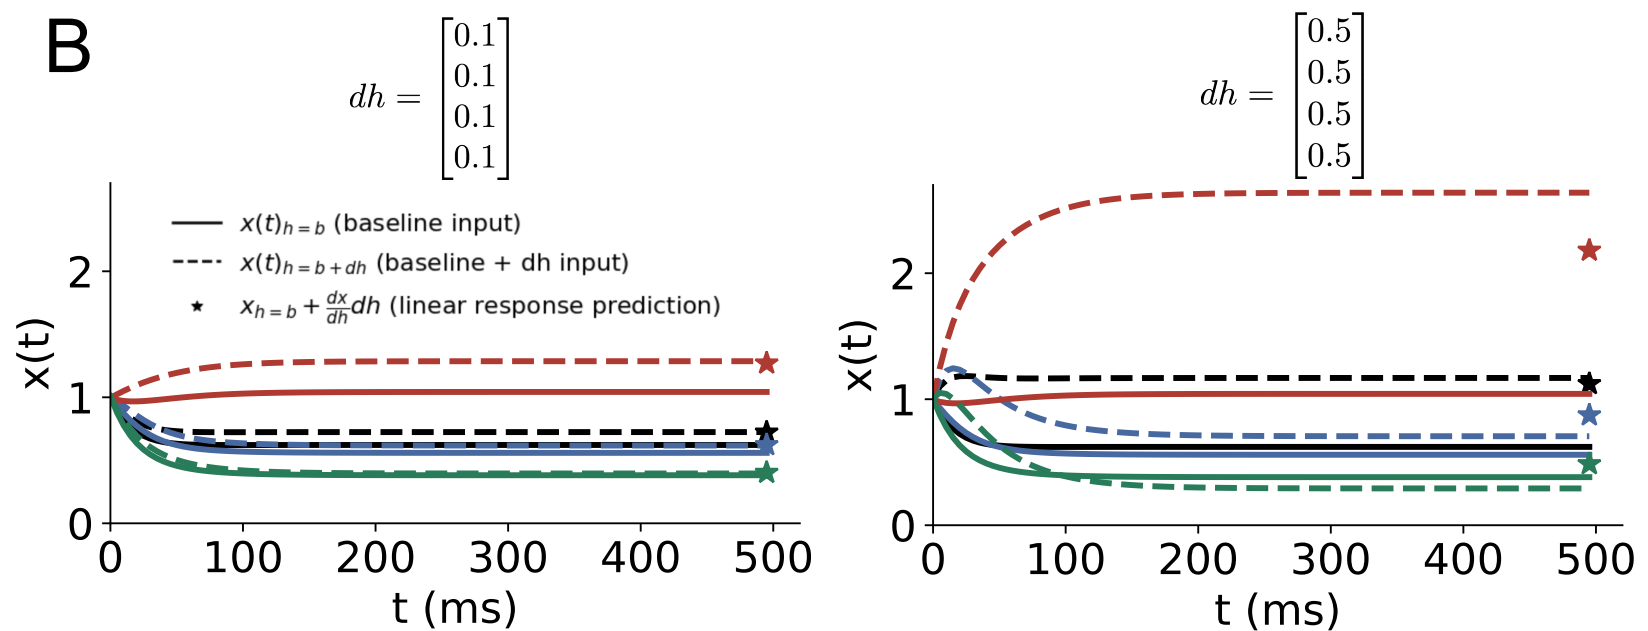 B
dh = [0.1
0.1
0.1
0.1]
dh = [0.5
0.5
0.5
0.5]
x(t)h=b (baseline input)
x(t)h=b+dh (baseline + dh input)
xh=b + dx/dh dh (linear response prediction)
x(t)
2
1
0
0 100 200 300 400 500
t (ms)
x(t)
2
1
0
0 100 200 300 400 500
t (ms)